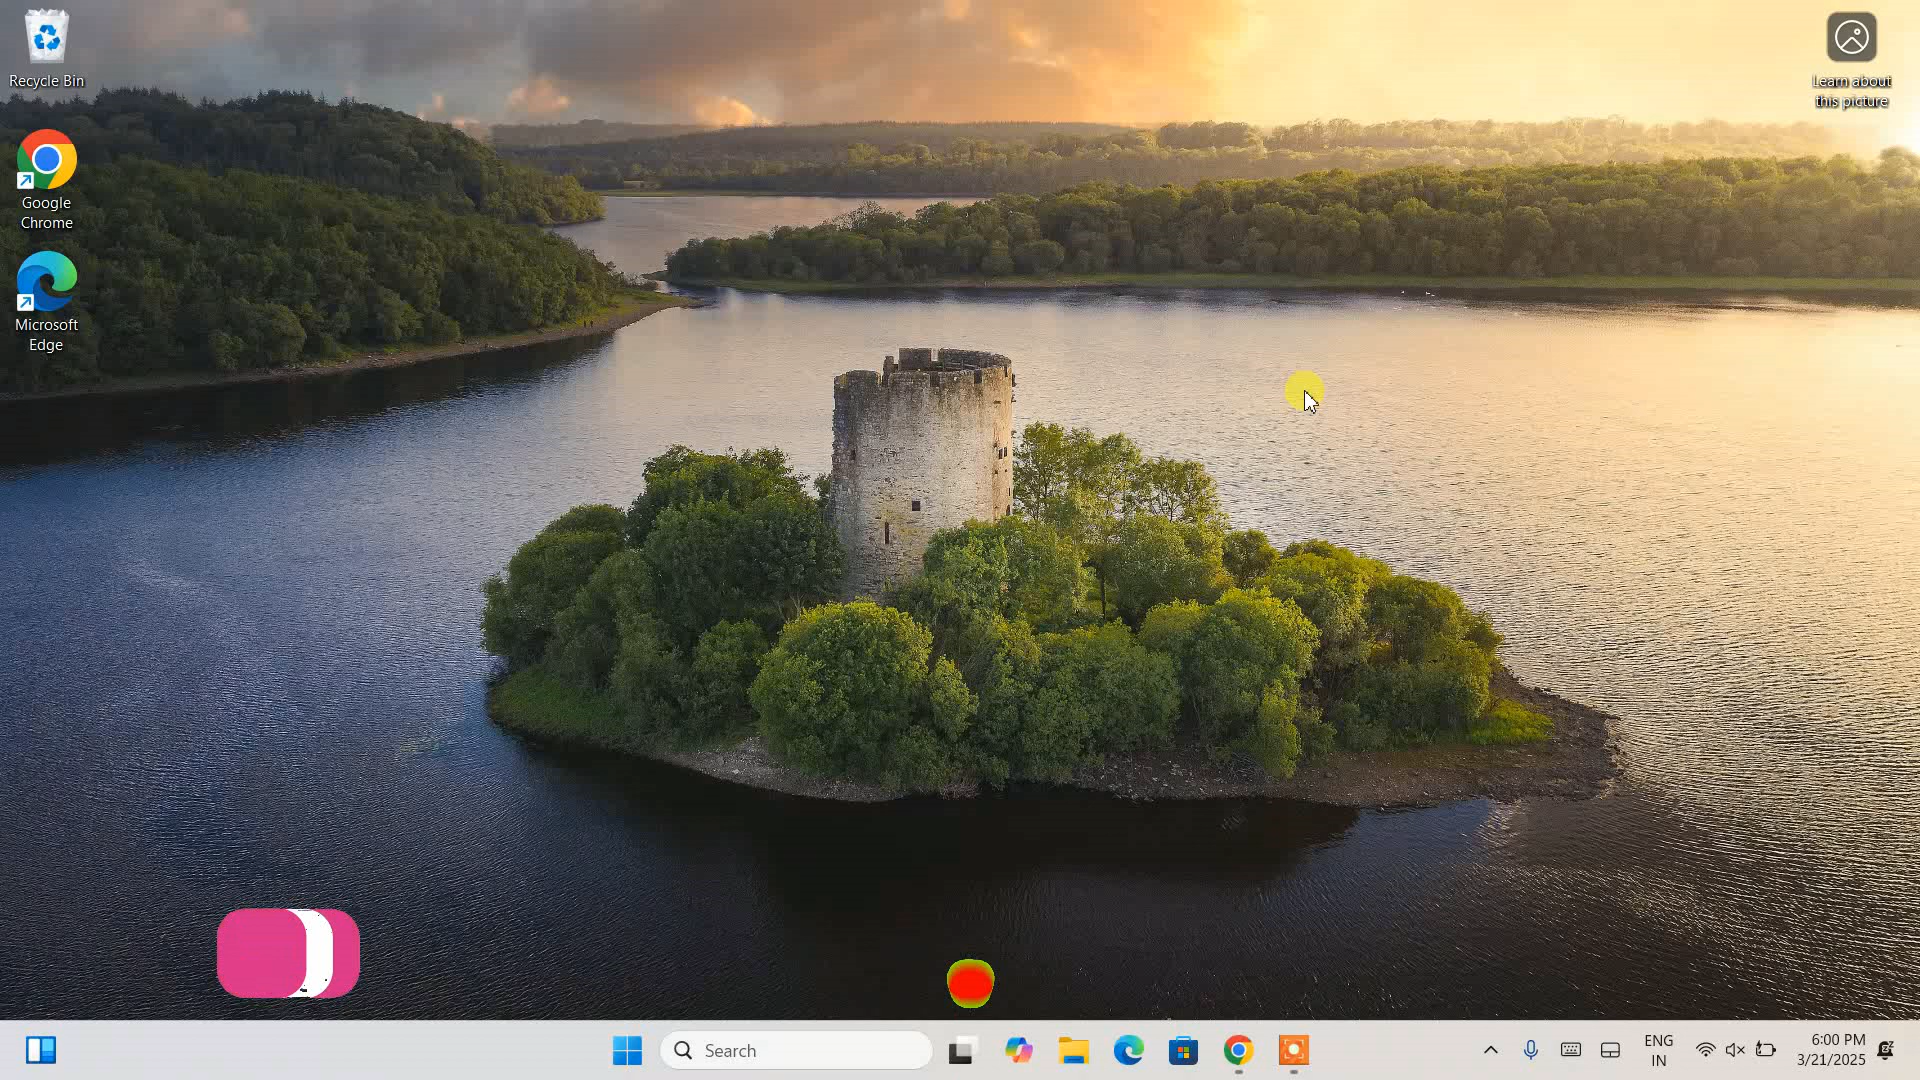 Recycle Bin
Learn about
this picture
Google
Chrome
Microsoft
Edge
Search
ENG
IN
6:00 PM
3/21/2025